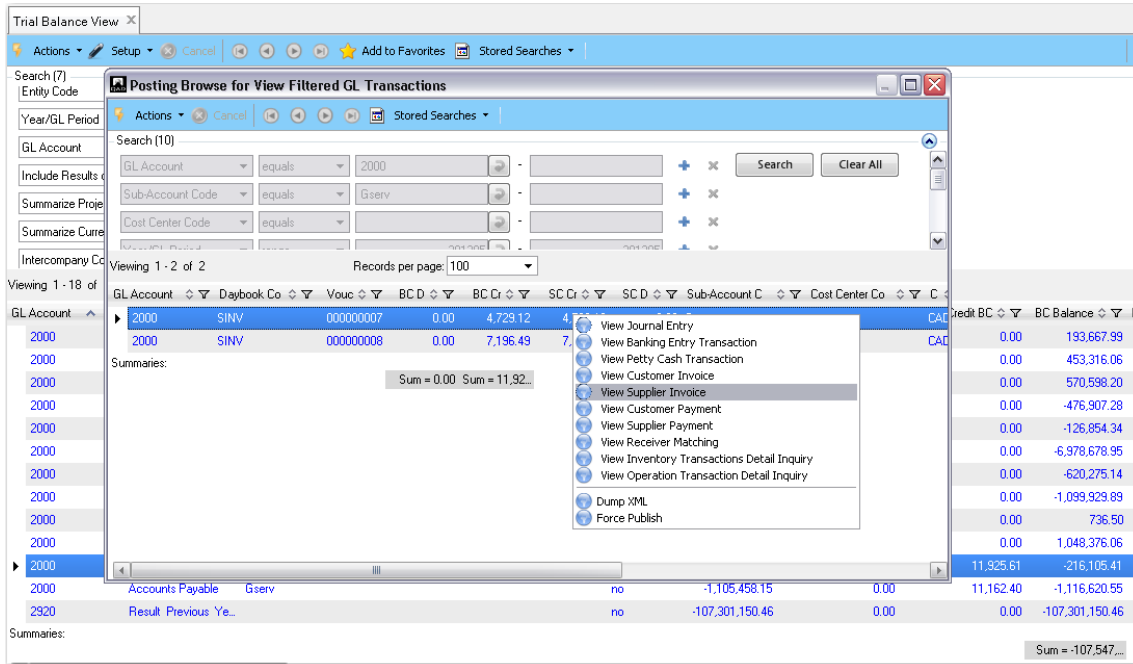 Trial Balance View
Actions Setup Cancel Add to Favorites Stored Searches
Search (7)
Entity Code
Year/GL Period
GL Account
Include Results
Summarize Proje
Summarize Curre
Intercompany Co
Viewing 1 - 18 of
Posting Browse for View Filtered GL Transactions
Actions Cancel Stored Searches
Search (10)
GL Account equals 2000 - Search Clear All
Sub-Account Code equals Gserv -
Cost Center Code equals -
Viewing 1 - 2 of 2 Records per page: 100
GL Account Daybook Co Vouc BC D BC Cr SC Cr SC D Sub-Account C Cost Center Co C
2000 SINV 000000007 0.00 4,729.12 CAD
2000 SINV 000000008 0.00 7,196.49 7, CAD
Summaries:
Sum = 0.00 Sum = 11,92...
View Journal Entry
View Banking Entry Transaction
View Petty Cash Transaction
View Customer Invoice
View Supplier Invoice
View Customer Payment
View Supplier Payment
View Receiver Matching
View Inventory Transactions Detail Inquiry
View Operation Transaction Detail Inquiry
Dump XML
Force Publish
GL Account Credit BC BC Balance
2000 0.00 193,667.99
2000 0.00 453,316.06
2000 0.00 570,598.20
2000 0.00 -476,907.28
2000 0.00 -126,854.34
2000 0.00 -6,978,678.95
2000 0.00 -620,275.14
2000 0.00 -1,099,929.89
2000 0.00 736.50
2000 0.00 1,048,376.06
2000 11,925.61 -216,105.41
2000 Accounts Payable Gserv no -1,105,458.15 0.00 11,162.40 -1,116,620.55
2920 Result Previous Ye... no -107,301,150.46 0.00 0.00 -107,301,150.46
Summaries:
Sum = -107,547,...